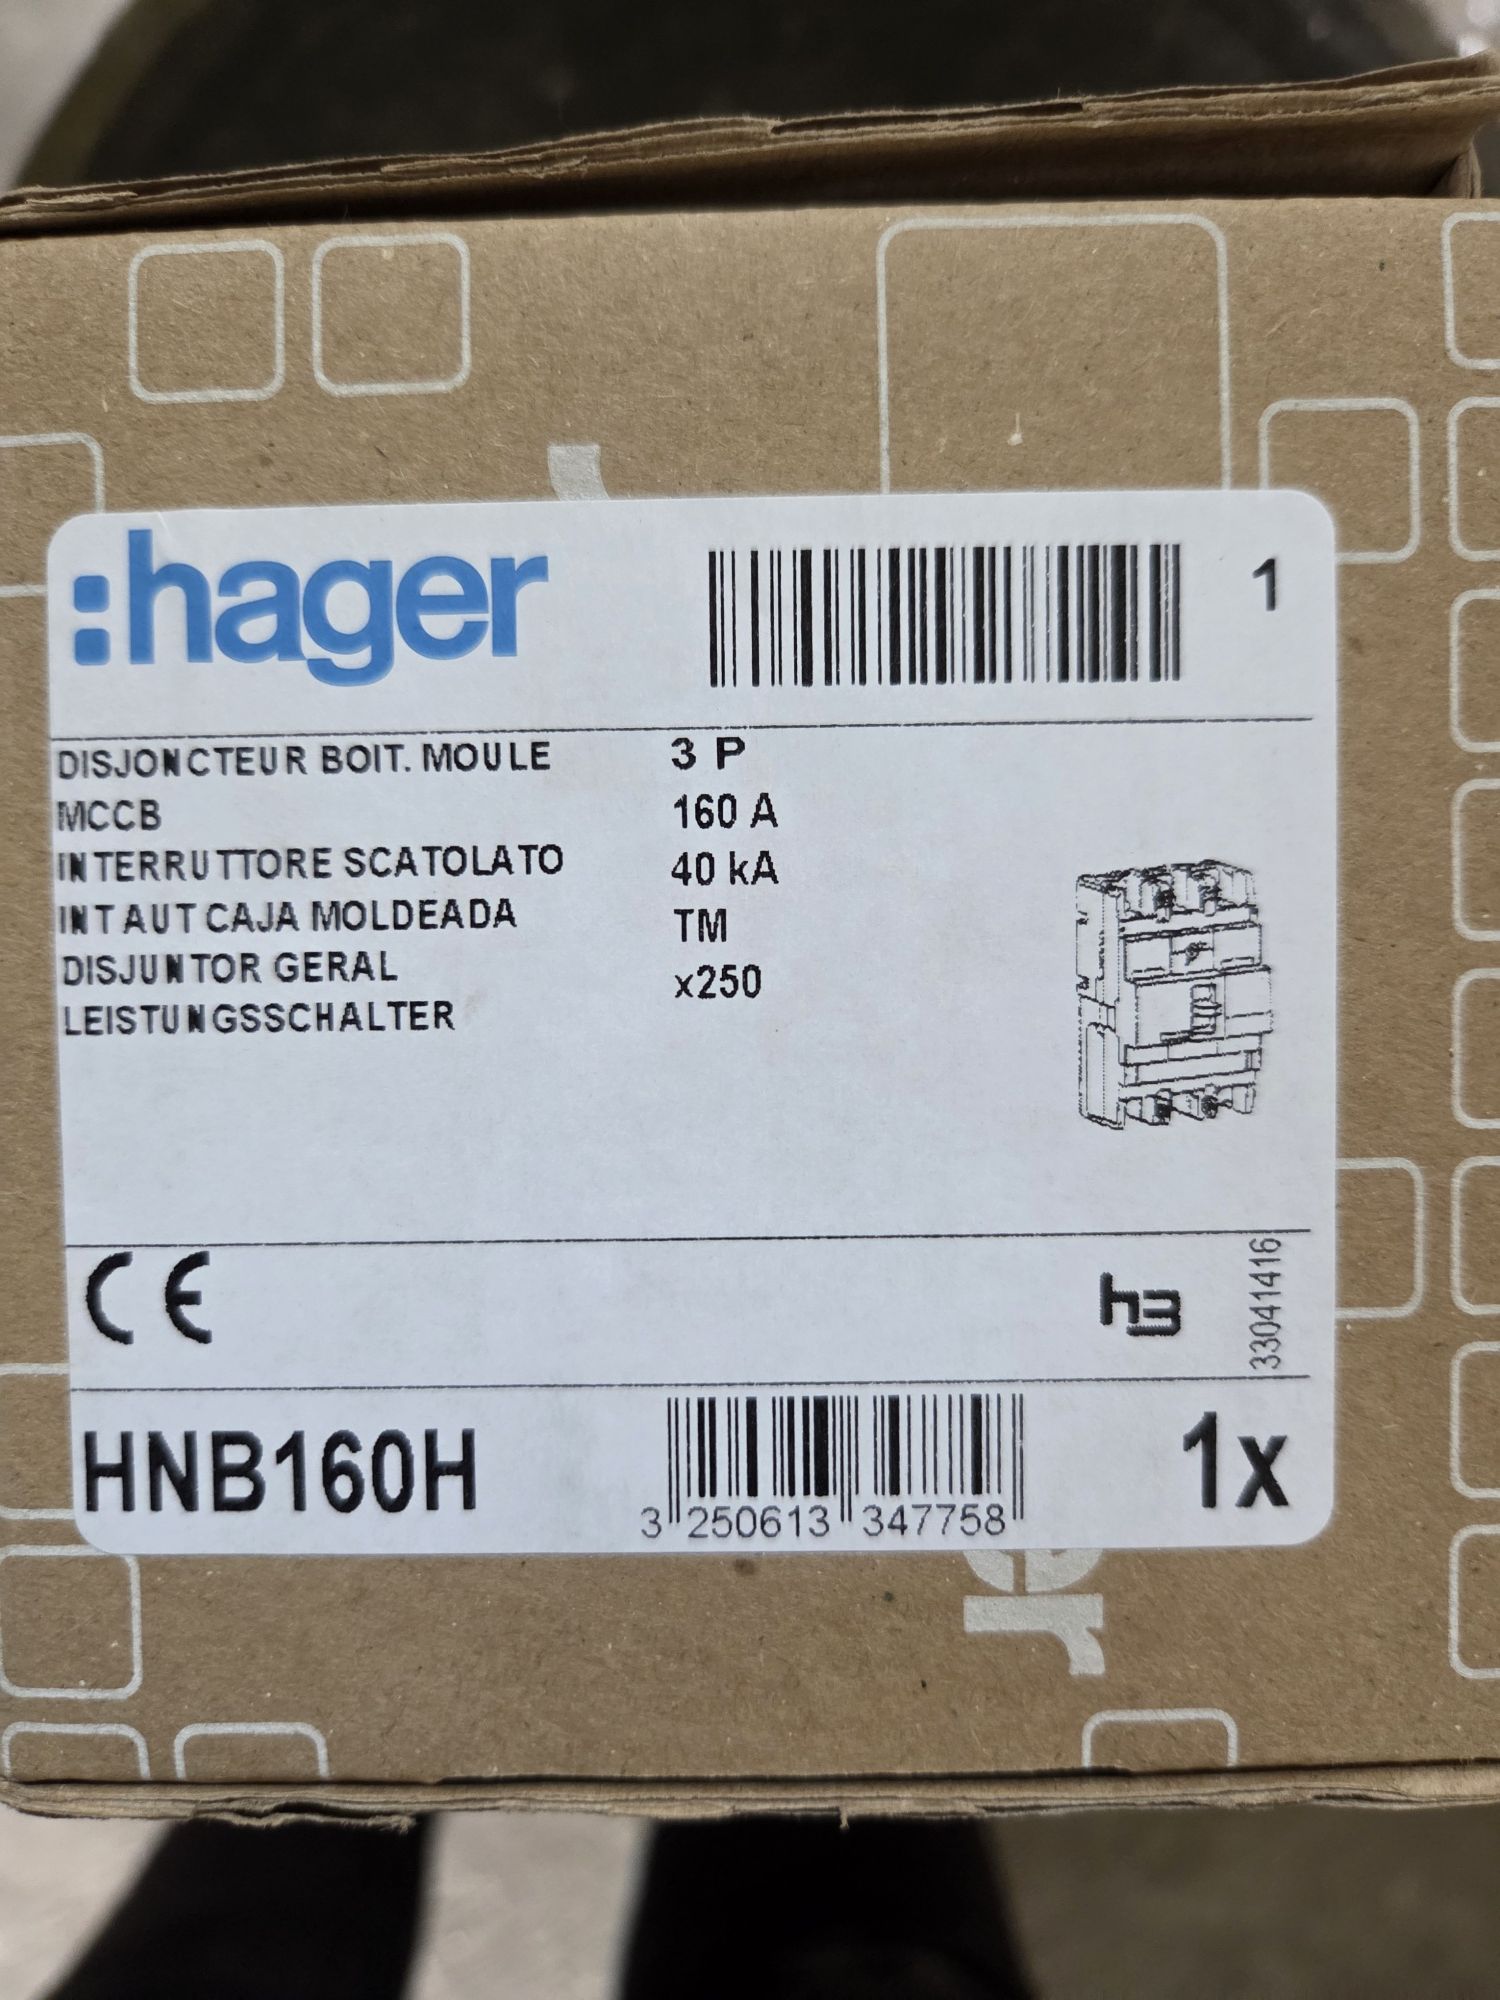 :hager
1
DISJONCTEUR BOIT. MOULE
MCCB
INTERRUTTORE SCATOLATO
INT AUT CAJA MOLDEADA
DISJUNTOR GERAL
LEISTUNGSSCHALTER
3 P
160 A
40 kA
TM
x250
CE
h3
33041416
HNB160H
3 250613 347758
1x
er